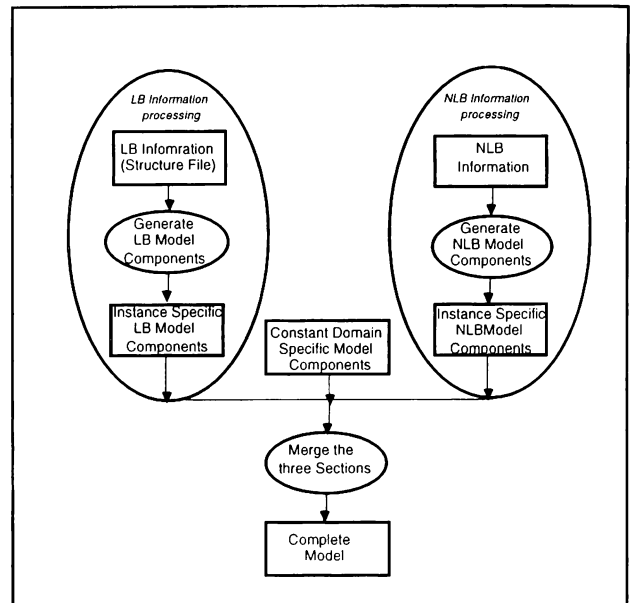 LB Information
processing
LB Infomration
(Structure File)
Generate
LB Model
Components
Instance Specific
LB Model
Components
NLB Information
processing
NLB
Information
Generate
NLB Model
Components
Instance Specific
NLBModel
Components
Constant Domain
Specific Model
Components
Merge the
three Sections
Complete
Model